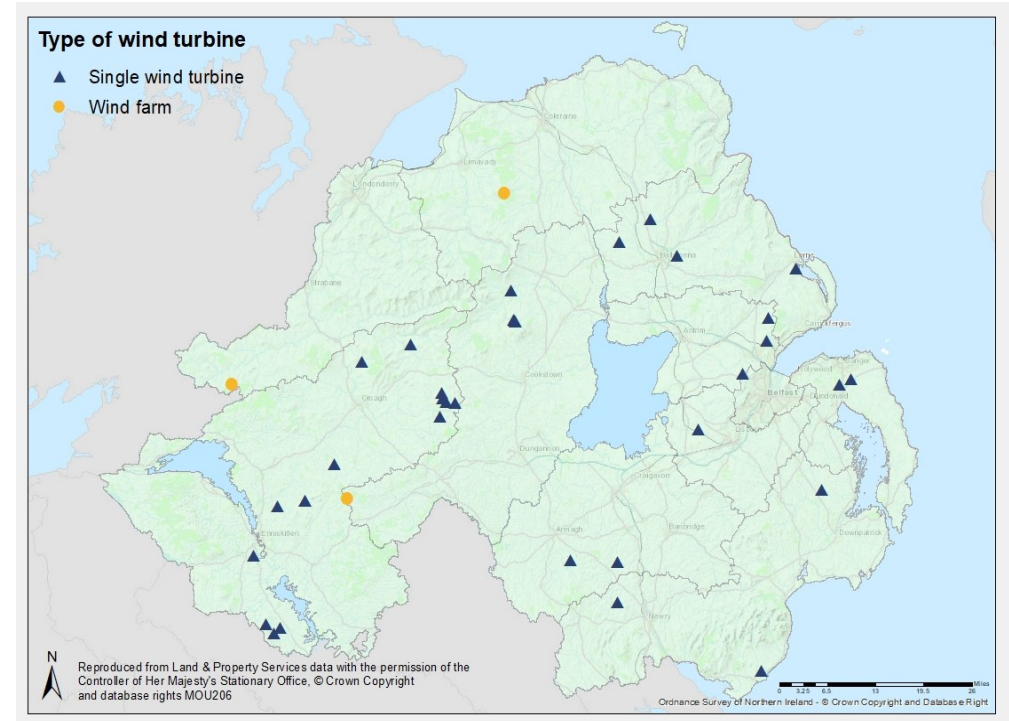 Type of wind turbine
Single wind turbine
Wind farm
Coleraine
Limavady
Londonderry
Strabane
Larne
Antrim
Carrickfergus
Cookstown
Omagh
Bangor
Holywood
Dundonald
Belfast
Dungannon
Craigavon
Banbridge
Armagh
Downpatrick
Enniskillen
Newry
N
Reproduced from Land & Property Services data with the permission of the
Controller of Her Majesty's Stationary Office, © Crown Copyright
and database rights MOU206
Miles
0 3.25 6.5 13 19.5 26
Ordnance Survey of Northern Ireland - © Crown Copyright and Database Right